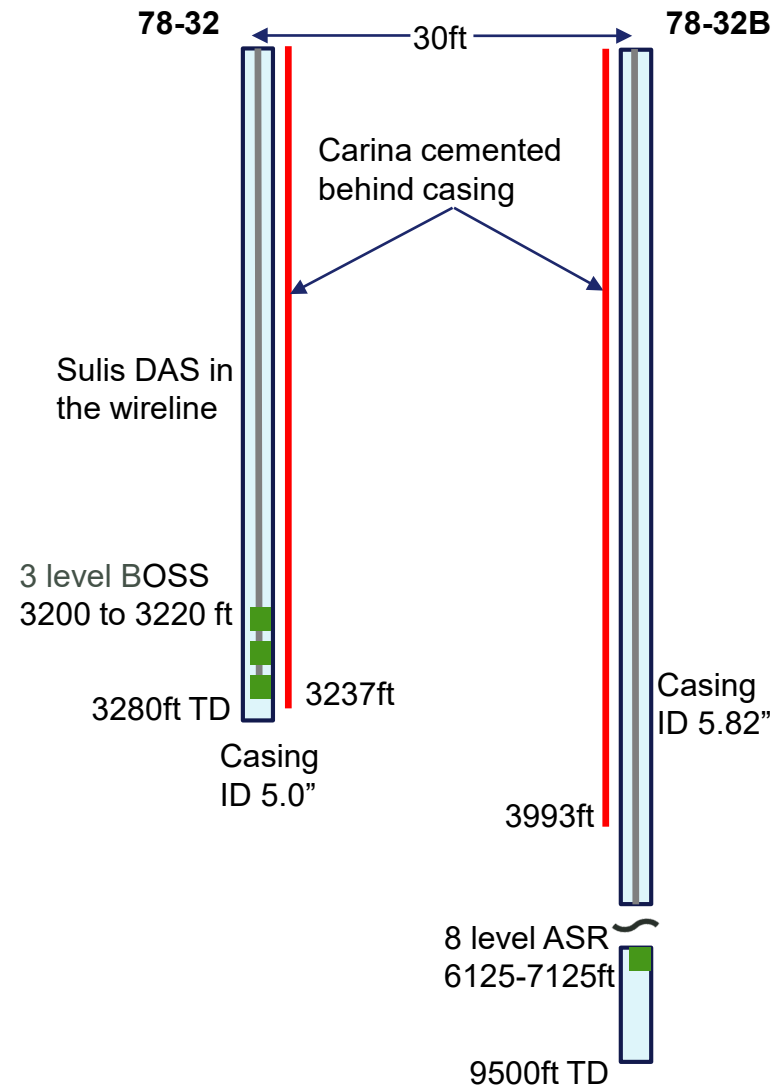 78-32
30ft
78-32B
Carina cemented
behind casing
Sulis DAS in
the wireline
3 level BOSS
3200 to 3220 ft
3237ft
3280ft TD
Casing
ID 5.0”
Casing
ID 5.82”
3993ft
8 level ASR
6125-7125ft
9500ft TD